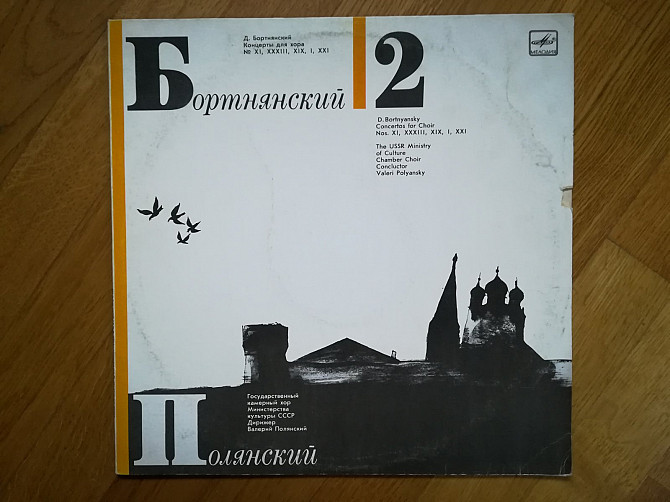 Д. Бортнянский
Концерты для хора
№ XI, XXXIII, XIX, I, XXI
Бортнянский
2
МЕЛОДИЯ
D. Bortnyansky
Concertos for Choir
Nos. XI, XXXIII, XIX, I, XXI
The USSR Ministry
of Culture
Chamber Choir
Conductor
Valeri Polyansky
Государственный
камерный хор
Министерства
культуры СССР
Дирижер
Валерий Полянский
Полянский